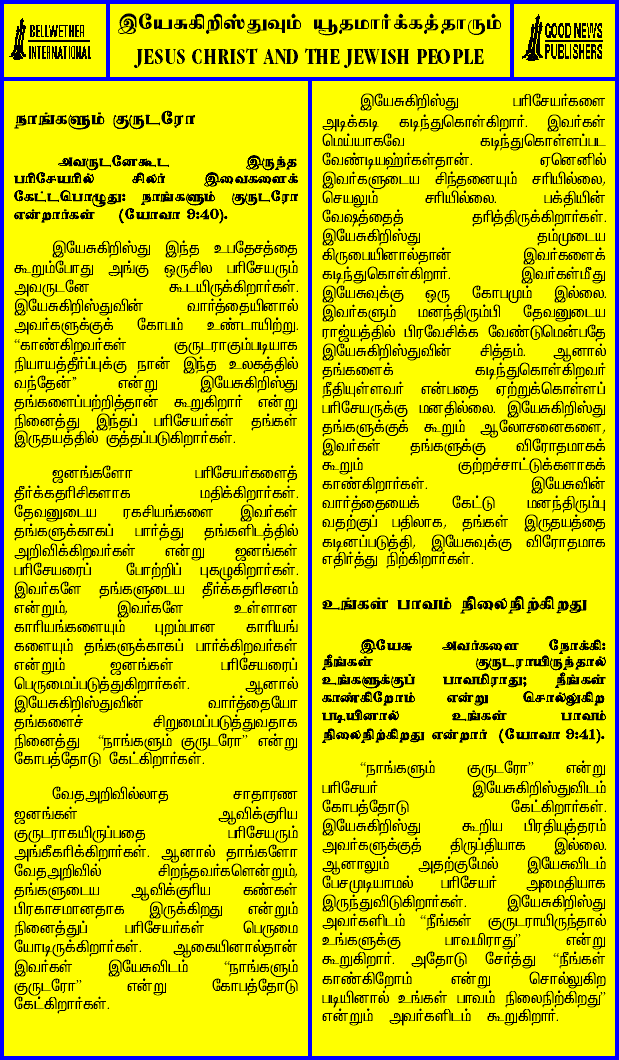 BELLWETHER
INTERNATIONAL
இயேசுகிறிஸ்துவும் யூதமார்க்கத்தாரும்
JESUS CHRIST AND THE JEWISH PEOPLE
GOOD NEWS
PUBLISHERS
நாங்களும் குருடரோ
அவருடனேகூட இருந்த
பரிசேயரில் சிலர் இவைகளைக்
கேட்டபொழுது: நாங்களும் குருடரோ
என்றார்கள் (யோவா 9:40).
இயேசுகிறிஸ்து இந்த உபதேசத்தை
கூறும்போது அங்கு ஒருசில பரிசேயரும்
அவருடனே கூடயிருக்கிறார்கள்.
இயேசுகிறிஸ்துவின் வார்த்தையினால்
அவர்களுக்குக் கோபம் உண்டாயிற்று.
“காண்கிறவர்கள் குருடராகும்படியாக
நியாயத்தீர்ப்புக்கு நான் இந்த உலகத்தில்
வந்தேன்” என்று இயேசுகிறிஸ்து
தங்களைப்பற்றித்தான் கூறுகிறார் என்று
நினைத்து இந்தப் பரிசேயர்கள் தங்கள்
இருதயத்தில் குத்தப்படுகிறார்கள்.
ஜனங்களோ பரிசேயர்களைத்
தீர்க்கதரிசிகளாக மதிக்கிறார்கள்.
தேவனுடைய ரகசியங்களை இவர்கள்
தங்களுக்காகப் பார்த்து தங்களிடத்தில்
அறிவிக்கிறவர்கள் என்று ஜனங்கள்
பரிசேயரைப் போற்றிப் புகழுகிறார்கள்.
இவர்களே தங்களுடைய தீர்க்கதரிசனம்
என்றும், இவர்களே உள்ளான
காரியங்களையும் புறம்பான காரியங்
களையும் தங்களுக்காகப் பார்க்கிறவர்கள்
என்றும் ஜனங்கள் பரிசேயரைப்
பெருமைப்படுத்துகிறார்கள். ஆனால்
இயேசுகிறிஸ்துவின் வார்த்தையோ
தங்களைச் சிறுமைப்படுத்துவதாக
நினைத்து “நாங்களும் குருடரோ” என்று
கோபத்தோடு கேட்கிறார்கள்.
வேதஅறிவில்லாத சாதாரண
ஜனங்கள் ஆவிக்குரிய
குருடராகயிருப்பதை பரிசேயரும்
அங்கீகரிக்கிறார்கள். ஆனால் தாங்களோ
வேதஅறிவில் சிறந்தவர்களென்றும்,
தங்களுடைய ஆவிக்குரிய கண்கள்
பிரகாசமானதாக இருக்கிறது என்றும்
நினைத்துப் பரிசேயர்கள் பெருமை
யோடிருக்கிறார்கள். ஆகையினால்தான்
இவர்கள் இயேசுவிடம் “நாங்களும்
குருடரோ” என்று கோபத்தோடு
கேட்கிறார்கள்.
இயேசுகிறிஸ்து பரிசேயர்களை
அடிக்கடி கடிந்துகொள்கிறார். இவர்கள்
மெய்யாகவே கடிந்துகொள்ளப்பட
வேண்டியஹர்கள்தான். ஏனெனில்
இவர்களுடைய சிந்தனையும் சரியில்லை,
செயலும் சரியில்லை. பக்தியின்
வேஷத்தைத் தரித்திருக்கிறார்கள்.
இயேசுகிறிஸ்து தம்முடைய
கிருபையினால்தான் இவர்களைக்
கடிந்துகொள்கிறார். இவர்கள்மீது
இயேசுவுக்கு ஒரு கோபமும் இல்லை.
இவர்களும் மனந்திரும்பி தேவனுடைய
ராஜ்யத்தில் பிரவேசிக்க வேண்டுமென்பதே
இயேசுகிறிஸ்துவின் சித்தம். ஆனால்
தங்களைக் கடிந்துகொள்கிறவர்
நீதியுள்ளவர் என்பதை ஏற்றுக்கொள்ளப்
பரிசேயருக்கு மனதில்லை. இயேசுகிறிஸ்து
தங்களுக்குக் கூறும் ஆலோசனைகளை,
இவர்கள் தங்களுக்கு விரோதமாகக்
கூறும் குற்றச்சாட்டுக்களாகக்
காண்கிறார்கள். இயேசுவின்
வார்த்தையைக் கேட்டு மனந்திரும்பு
வதற்குப் பதிலாக, தங்கள் இருதயத்தை
கடினப்படுத்தி, இயேசுவுக்கு விரோதமாக
எதிர்த்து நிற்கிறார்கள்.
உங்கள் பாவம் நிலைநிற்கிறது
இயேசு அவர்களை நோக்கி:
நீங்கள் குருடராயிருந்தால்
உங்களுக்குப் பாவமிராது; நீங்கள்
காண்கிறோம் என்று சொல்லுகிற
படியினால் உங்கள் பாவம்
நிலைநிற்கிறது என்றார் (யோவா 9:41).
“நாங்களும் குருடரோ” என்று
பரிசேயர் இயேசுகிறிஸ்துவிடம்
கோபத்தோடு கேட்கிறார்கள்.
இயேசுகிறிஸ்து கூறிய பிரதியுத்தரம்
அவர்களுக்குத் திருப்தியாக இல்லை.
ஆனாலும் அதற்குமேல் இயேசுவிடம்
பேசமுடியாமல் பரிசேயர் அமைதியாக
இருந்துவிடுகிறார்கள். இயேசுகிறிஸ்து
அவர்களிடம் “நீங்கள் குருடராயிருந்தால்
உங்களுக்கு பாவமிராது” என்று
கூறுகிறார். அதோடு சேர்த்து “நீங்கள்
காண்கிறோம் என்று சொல்லுகிற
படியினால் உங்கள் பாவம் நிலைநிற்கிறது”
என்றும் அவர்களிடம் கூறுகிறார்.